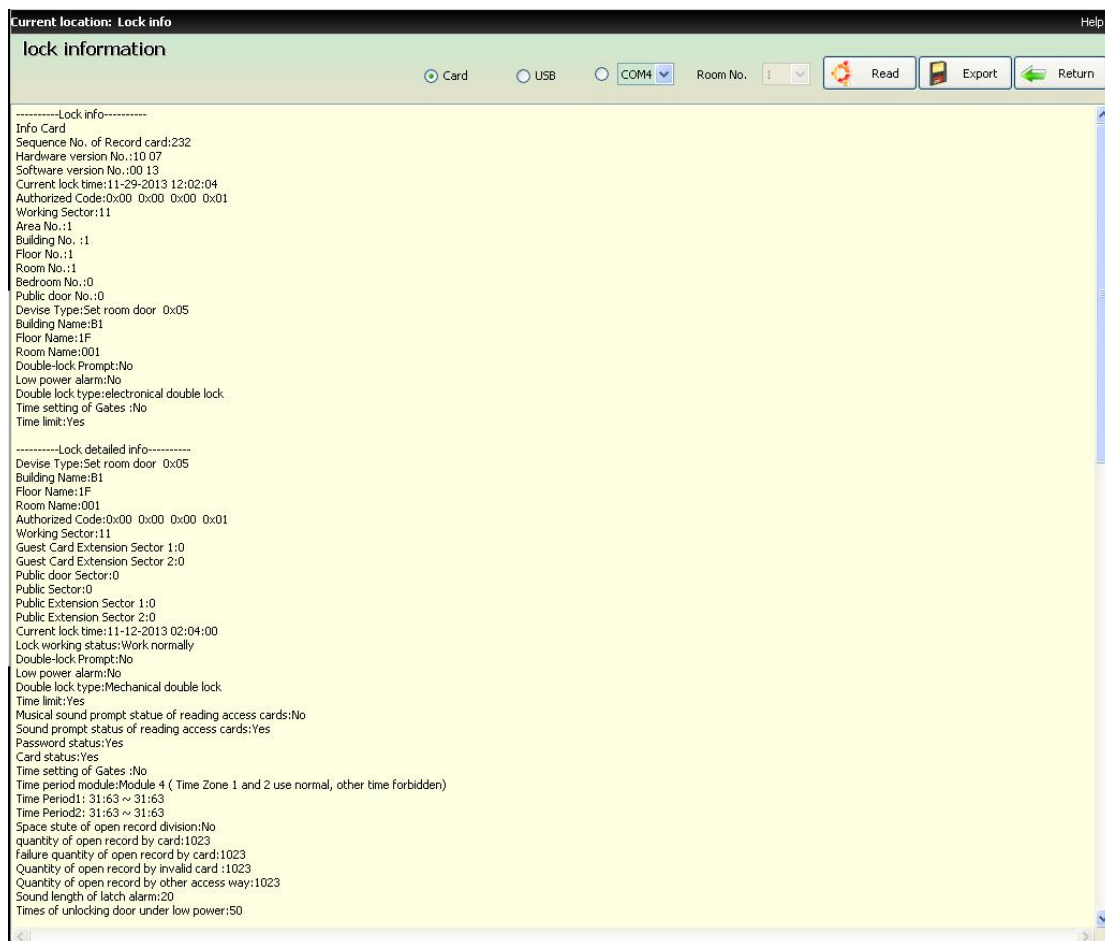 Current location: Lock info Help
lock information
Card USB COM4 Room No. 1 Read Export Return
----------Lock info----------
Info Card
Sequence No. of Record card:232
Hardware version No.:10 07
Software version No.:00 13
Current lock time:11-29-2013 12:02:04
Authorized Code:0x00 0x00 0x00 0x01
Working Sector:11
Area No.:1
Building No. :1
Floor No.:1
Room No.:1
Bedroom No.:0
Public door No.:0
Devise Type:Set room door 0x05
Building Name:B1
Floor Name:1F
Room Name:001
Double-lock Prompt:No
Low power alarm:No
Double lock type:electronical double lock
Time setting of Gates :No
Time limit:Yes
----------Lock detailed info----------
Devise Type:Set room door 0x05
Building Name:B1
Floor Name:1F
Room Name:001
Authorized Code:0x00 0x00 0x00 0x01
Working Sector:11
Guest Card Extension Sector 1:0
Guest Card Extension Sector 2:0
Public door Sector:0
Public Sector:0
Public Extension Sector 1:0
Public Extension Sector 2:0
Current lock time:11-12-2013 02:04:00
Lock working status:Work normally
Double-lock Prompt:No
Low power alarm:No
Double lock type:Mechanical double lock
Time limit:Yes
Musical sound prompt statue of reading access cards:No
Sound prompt status of reading access cards:Yes
Password status:Yes
Card status:Yes
Time setting of Gates :No
Time period module:Module 4 ( Time Zone 1 and 2 use normal, other time forbidden)
Time Period1: 31:63 ~ 31:63
Time Period2: 31:63 ~ 31:63
Space stute of open record division:No
quantity of open record by card:1023
failure quantity of open record by card:1023
Quantity of open record by invalid card :1023
Quantity of open record by other access way:1023
Sound length of latch alarm:20
Times of unlocking door under low power:50